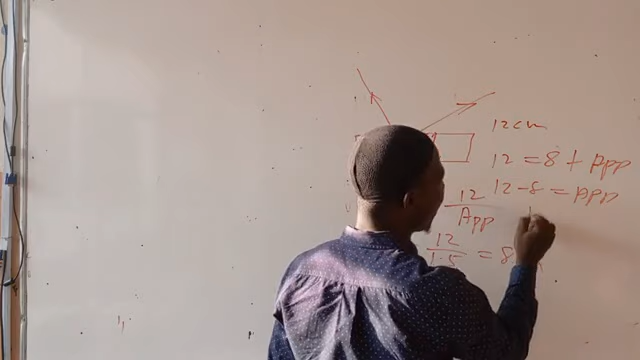 12cm
12 = 8 + PPP
12-8 = PPP
12
App
12
1.5
= 8